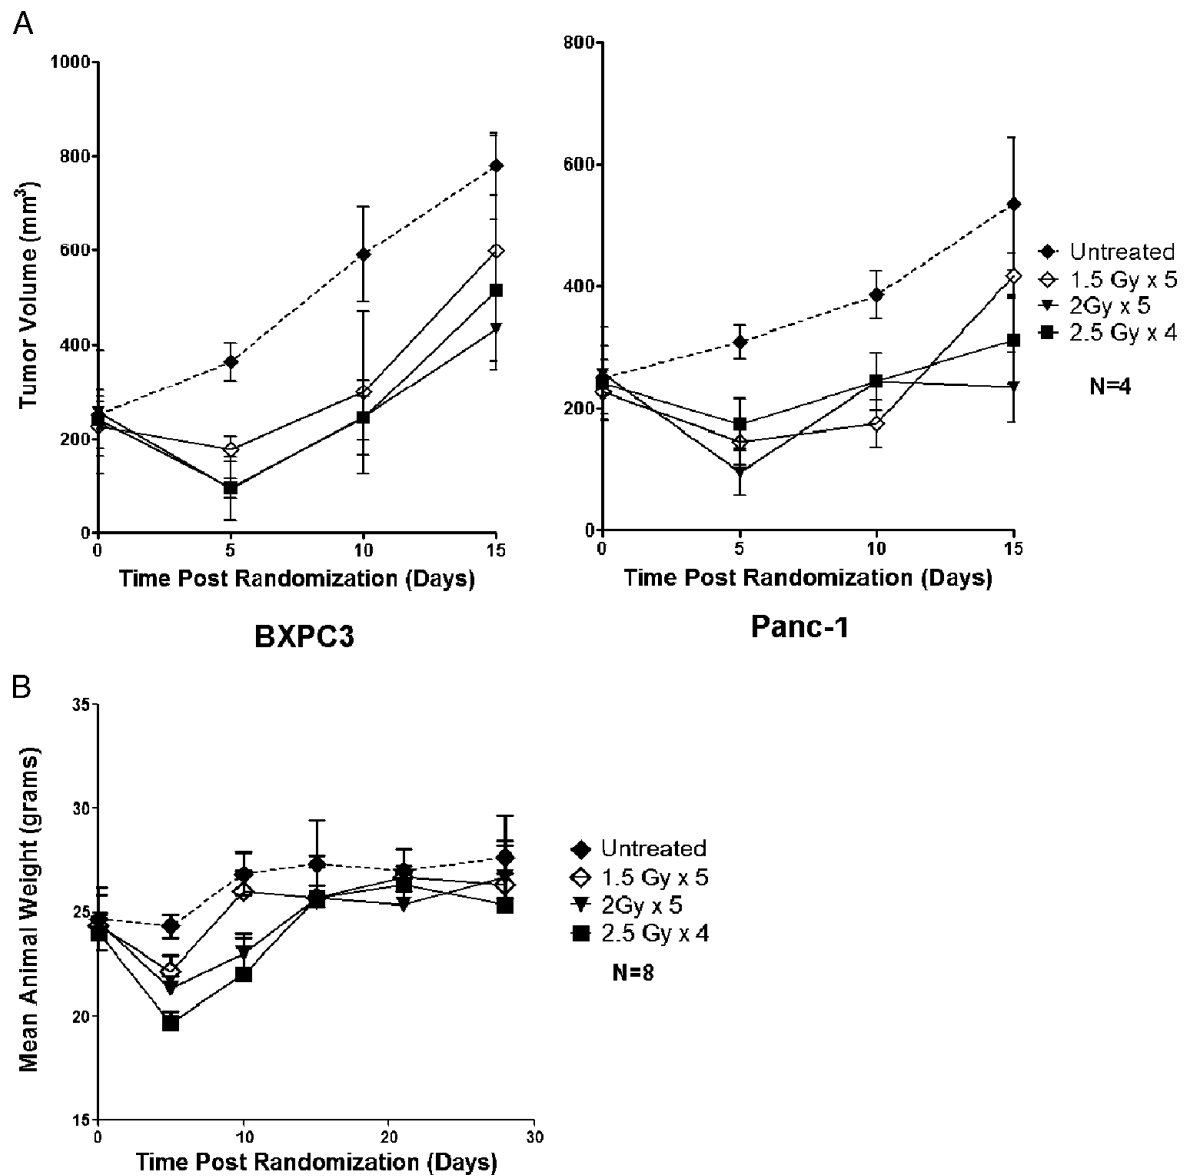 A
1000
800
600
400
200
0
Tumor Volume (mm³)
0 5 10 15
Time Post Randomization (Days)
BXPC3
800
600
400
200
0
0 5 10 15
Time Post Randomization (Days)
Panc-1
Untreated
1.5 Gy x 5
2Gy x 5
2.5 Gy x 4
N=4
B
35
30
25
20
15
Mean Animal Weight (grams)
0 10 20 30
Time Post Randomization (Days)
Untreated
1.5 Gy x 5
2Gy x 5
2.5 Gy x 4
N=8